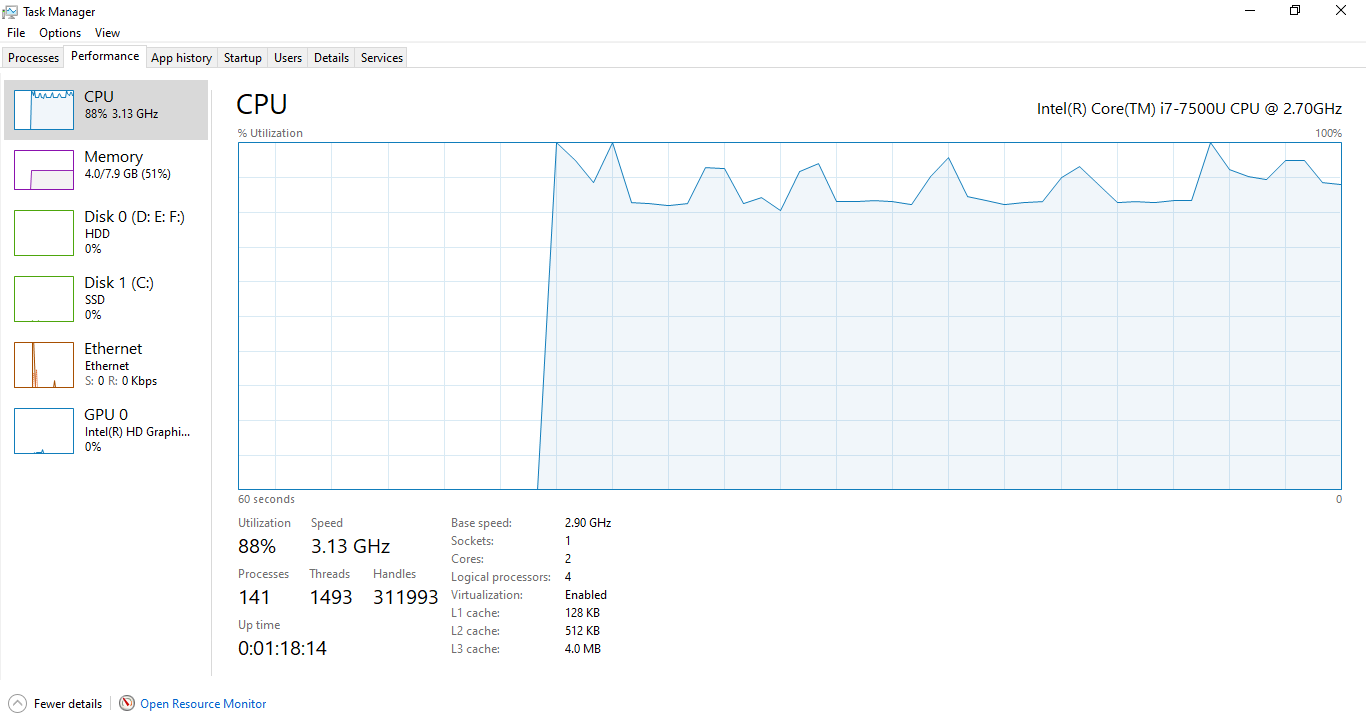 Task Manager
File Options View
Processes Performance App history Startup Users Details Services
CPU
88% 3.13 GHz
Memory
4.0/7.9 GB (51%)
Disk 0 (D: E: F:)
HDD
0%
Disk 1 (C:)
SSD
0%
Ethernet
Ethernet
S: 0 R: 0 Kbps
GPU 0
Intel(R) HD Graphi...
0%
CPU
Intel(R) Core(TM) i7-7500U CPU @ 2.70GHz
% Utilization 100%
60 seconds 0
Utilization Speed
88% 3.13 GHz
Processes Threads Handles
141 1493 311993
Up time
0:01:18:14
Base speed: 2.90 GHz
Sockets: 1
Cores: 2
Logical processors: 4
Virtualization: Enabled
L1 cache: 128 KB
L2 cache: 512 KB
L3 cache: 4.0 MB
Fewer details Open Resource Monitor